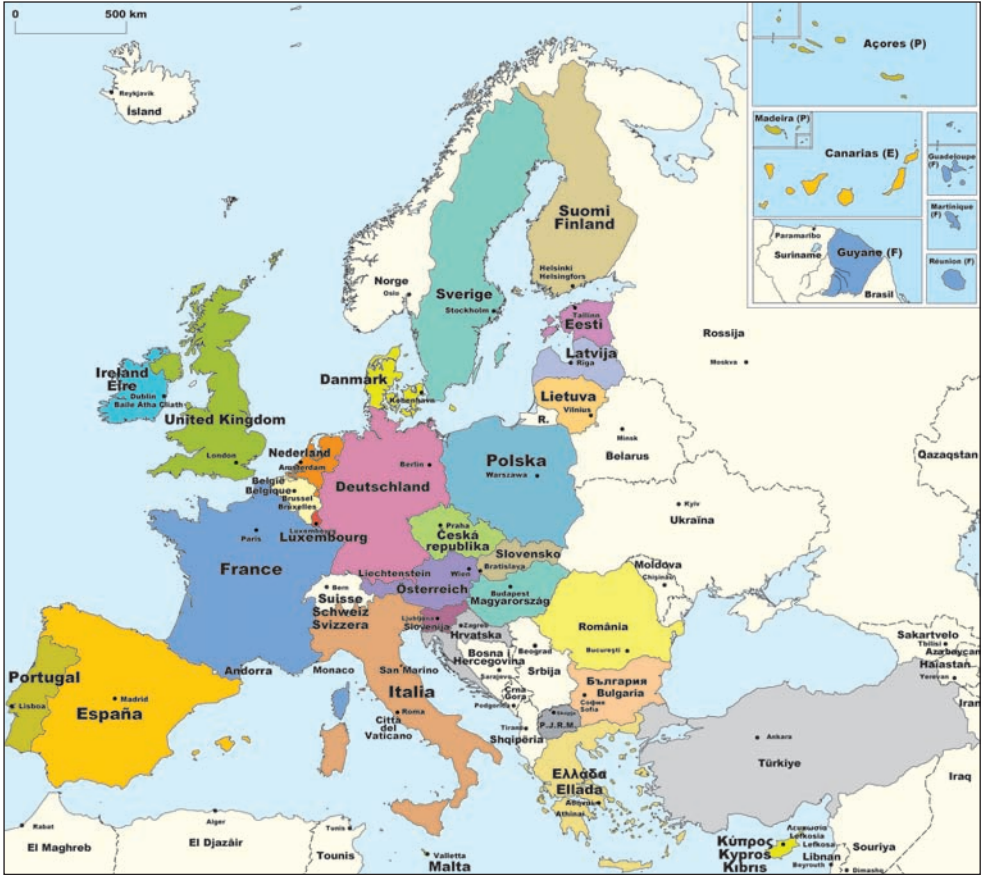 0 500 km
Reykjavik
Ísland
Açores (P)
Madeira (P)
Canarias (E)
Guadeloupe
(F)
Martinique
(F)
Paramaribo
Suriname
Guyane (F)
Brasil
Réunion (F)
Suomi
Finland
Helsinki
Helsingfors
Norge
Oslo
Sverige
Stockholm
Tallinn
Eesti
Latvija
Riga
Lietuva
Vilnius
R.
Rossija
Moskva
Minsk
Belarus
Qazaqstan
Danmark
København
Ireland
Éire
Dublin
Baile Átha Cliath
United Kingdom
London
Nederland
Amsterdam
België
Belgique
Brussel
Bruxelles
Luxembourg
Luxembourg
Berlin
Deutschland
Polska
Warszawa
Kyiv
Ukraïna
Praha
Česká
republika
Slovensko
Bratislava
Paris
France
Liechtenstein
Wien
Österreich
Bern
Suisse
Schweiz
Svizzera
Budapest
Magyarország
Moldova
Chişinău
România
Bucureşti
Ljubljana
Slovenija
Zagreb
Hrvatska
Bosna i
Hercegovina
Sarajevo
Beograd
Srbija
Crna
Gora
Podgorica
България
Bulgaria
София
Sofia
Skopje
P.J.R.M.
Tirana
Shqipëria
Portugal
Lisboa
Madrid
España
Andorra
Monaco
San Marino
Italia
Roma
Città
del
Vaticano
Ελλάδα
Ellada
Athinai
Ankara
Türkiye
Sakartvelo
Tbilisi
Azərbaycan
Haiastan
Yerevan
Iran
Iraq
Rabat
El Maghreb
Alger
El Djazâir
Tunis
Tounis
Valletta
Malta
Κύπρος
Kypros
Kıbrıs
Λευκωσία
Lefkosia
Lefkosa
Libnan
Beyrouth
Souriya
Dimashq